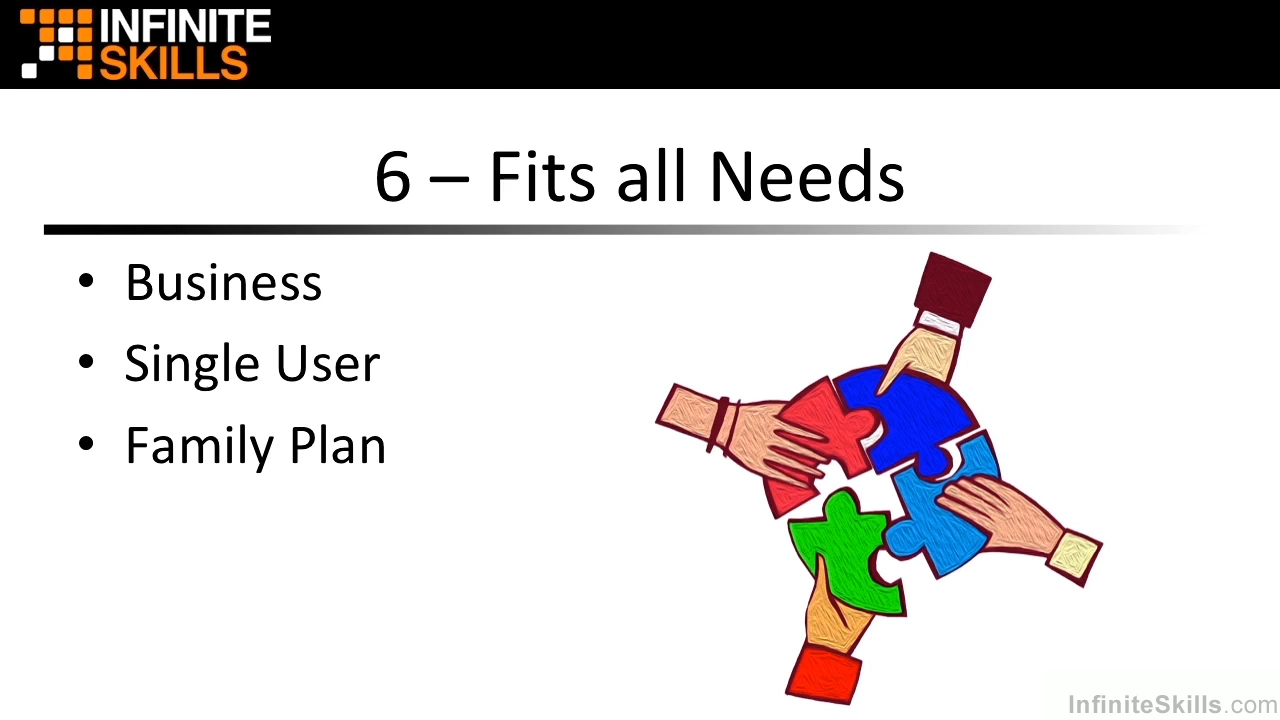 INFINITE
SKILLS
6 – Fits all Needs
• Business
• Single User
• Family Plan
InfiniteSkills.com